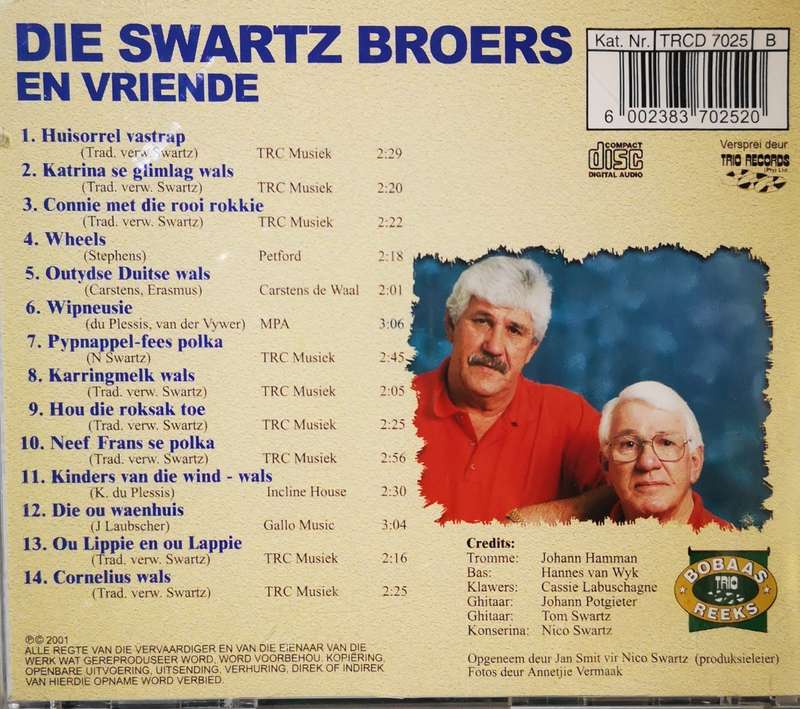 DIE SWARTZ BROERS
EN VRIENDE
Kat. Nr. TRCD 7025 B
6 002383 702520
COMPACT
disc
DIGITAL AUDIO
Versprei deur
TRIO RECORDS
(Pty) Ltd
1. Huisorrel vastrap
(Trad. verw. Swartz) TRC Musiek 2:29
2. Katrina se glimlag wals
(Trad. verw. Swartz) TRC Musiek 2:20
3. Connie met die rooi rokkie
(Trad. verw. Swartz) TRC Musiek 2:22
4. Wheels
(Stephens) Petford 2:18
5. Outydse Duitse wals
(Carstens, Erasmus) Carstens de Waal 2:01
6. Wipneusie
(du Plessis, van der Vywer) MPA 3:06
7. Pypnappel-fees polka
(N Swartz) TRC Musiek 2:45
8. Karringmelk wals
(Trad. verw. Swartz) TRC Musiek 2:05
9. Hou die roksak toe
(Trad. verw. Swartz) TRC Musiek 2:25
10. Neef Frans se polka
(Trad. verw. Swartz) TRC Musiek 2:56
11. Kinders van die wind - wals
(K. du Plessis) Incline House 2:30
12. Die ou waenhuis
(J Laubscher) Gallo Music 3:04
13. Ou Lippie en ou Lappie
(Trad. verw. Swartz) TRC Musiek 2:16
14. Cornelius wals
(Trad. verw. Swartz) TRC Musiek 2:25
Credits:
Tromme: Johann Hamman
Bas: Hannes van Wyk
Klawers: Cassie Labuschagne
Ghitaar: Johann Potgieter
Ghitaar: Tom Swartz
Konserina: Nico Swartz
BOBAAS
TRIO
REEKS
Opgeneem deur Jan Smit vir Nico Swartz (produksieleier)
Fotos deur Annetjie Vermaak
℗© 2001
ALLE REGTE VAN DIE VERVAARDIGER EN VAN DIE EIENAAR VAN DIE
WERK WAT GEREPRODUSEER WORD, WORD VOORBEHOU. KOPIËRING,
OPENBARE UITVOERING, UITSENDING, VERHURING, DIREK OF INDIREK
VAN HIERDIE OPNAME WORD VERBIED.